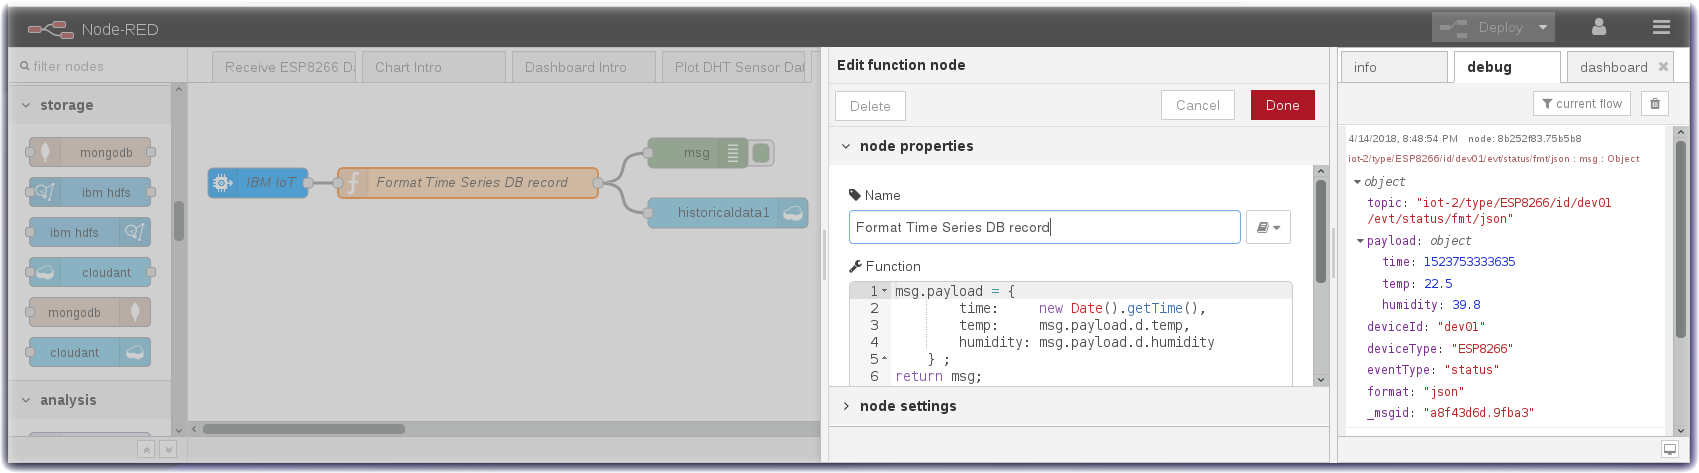 Node-RED
Deploy
filter nodes
Receive ESP8266 Da
Chart Intro
Dashboard Intro
Plot DHT Sensor Dat
storage
mongodb
ibm hdfs
ibm hdfs
cloudant
mongodb
cloudant
analysis
IBM IoT
Format Time Series DB record
msg
historicaldata1
Edit function node
Delete
Cancel
Done
node properties
Name
Format Time Series DB record
Function
1 msg.payload = {
2 time: new Date().getTime(),
3 temp: msg.payload.d.temp,
4 humidity: msg.payload.d.humidity
5 } ;
6 return msg;
node settings
info
debug
dashboard
current flow
4/14/2018, 8:48:54 PM node: 8b252f83.75b5b8
iot-2/type/ESP8266/id/dev01/evt/status/fmt/json : msg : Object
object
topic: "iot-2/type/ESP8266/id/dev01
/evt/status/fmt/json"
payload: object
time: 1523753333635
temp: 22.5
humidity: 39.8
deviceId: "dev01"
deviceType: "ESP8266"
eventType: "status"
format: "json"
_msgid: "a8f43d6d.9fba3"